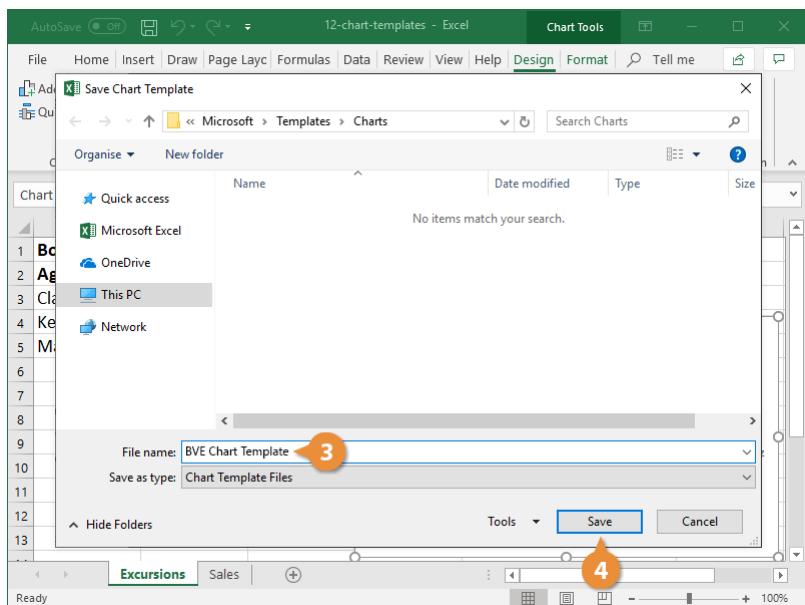 AutoSave Off 12-chart-templates - Excel Chart Tools
File Home Insert Draw Page Layc Formulas Data Review View Help Design Format Tell me
Ad Save Chart Template
Qu « Microsoft > Templates > Charts Search Charts
Organise New folder
Chart
Name Date modified Type Size
Quick access
No items match your search.
Microsoft Excel
OneDrive
This PC
Network
1 Bo
2 Ag
3 Cla
4 Ke
5 Ma
6
7
8
9
10
11
12
13
File name: BVE Chart Template 3
Save as type: Chart Template Files
Hide Folders Tools Save Cancel
4
Excursions Sales
Ready 100%